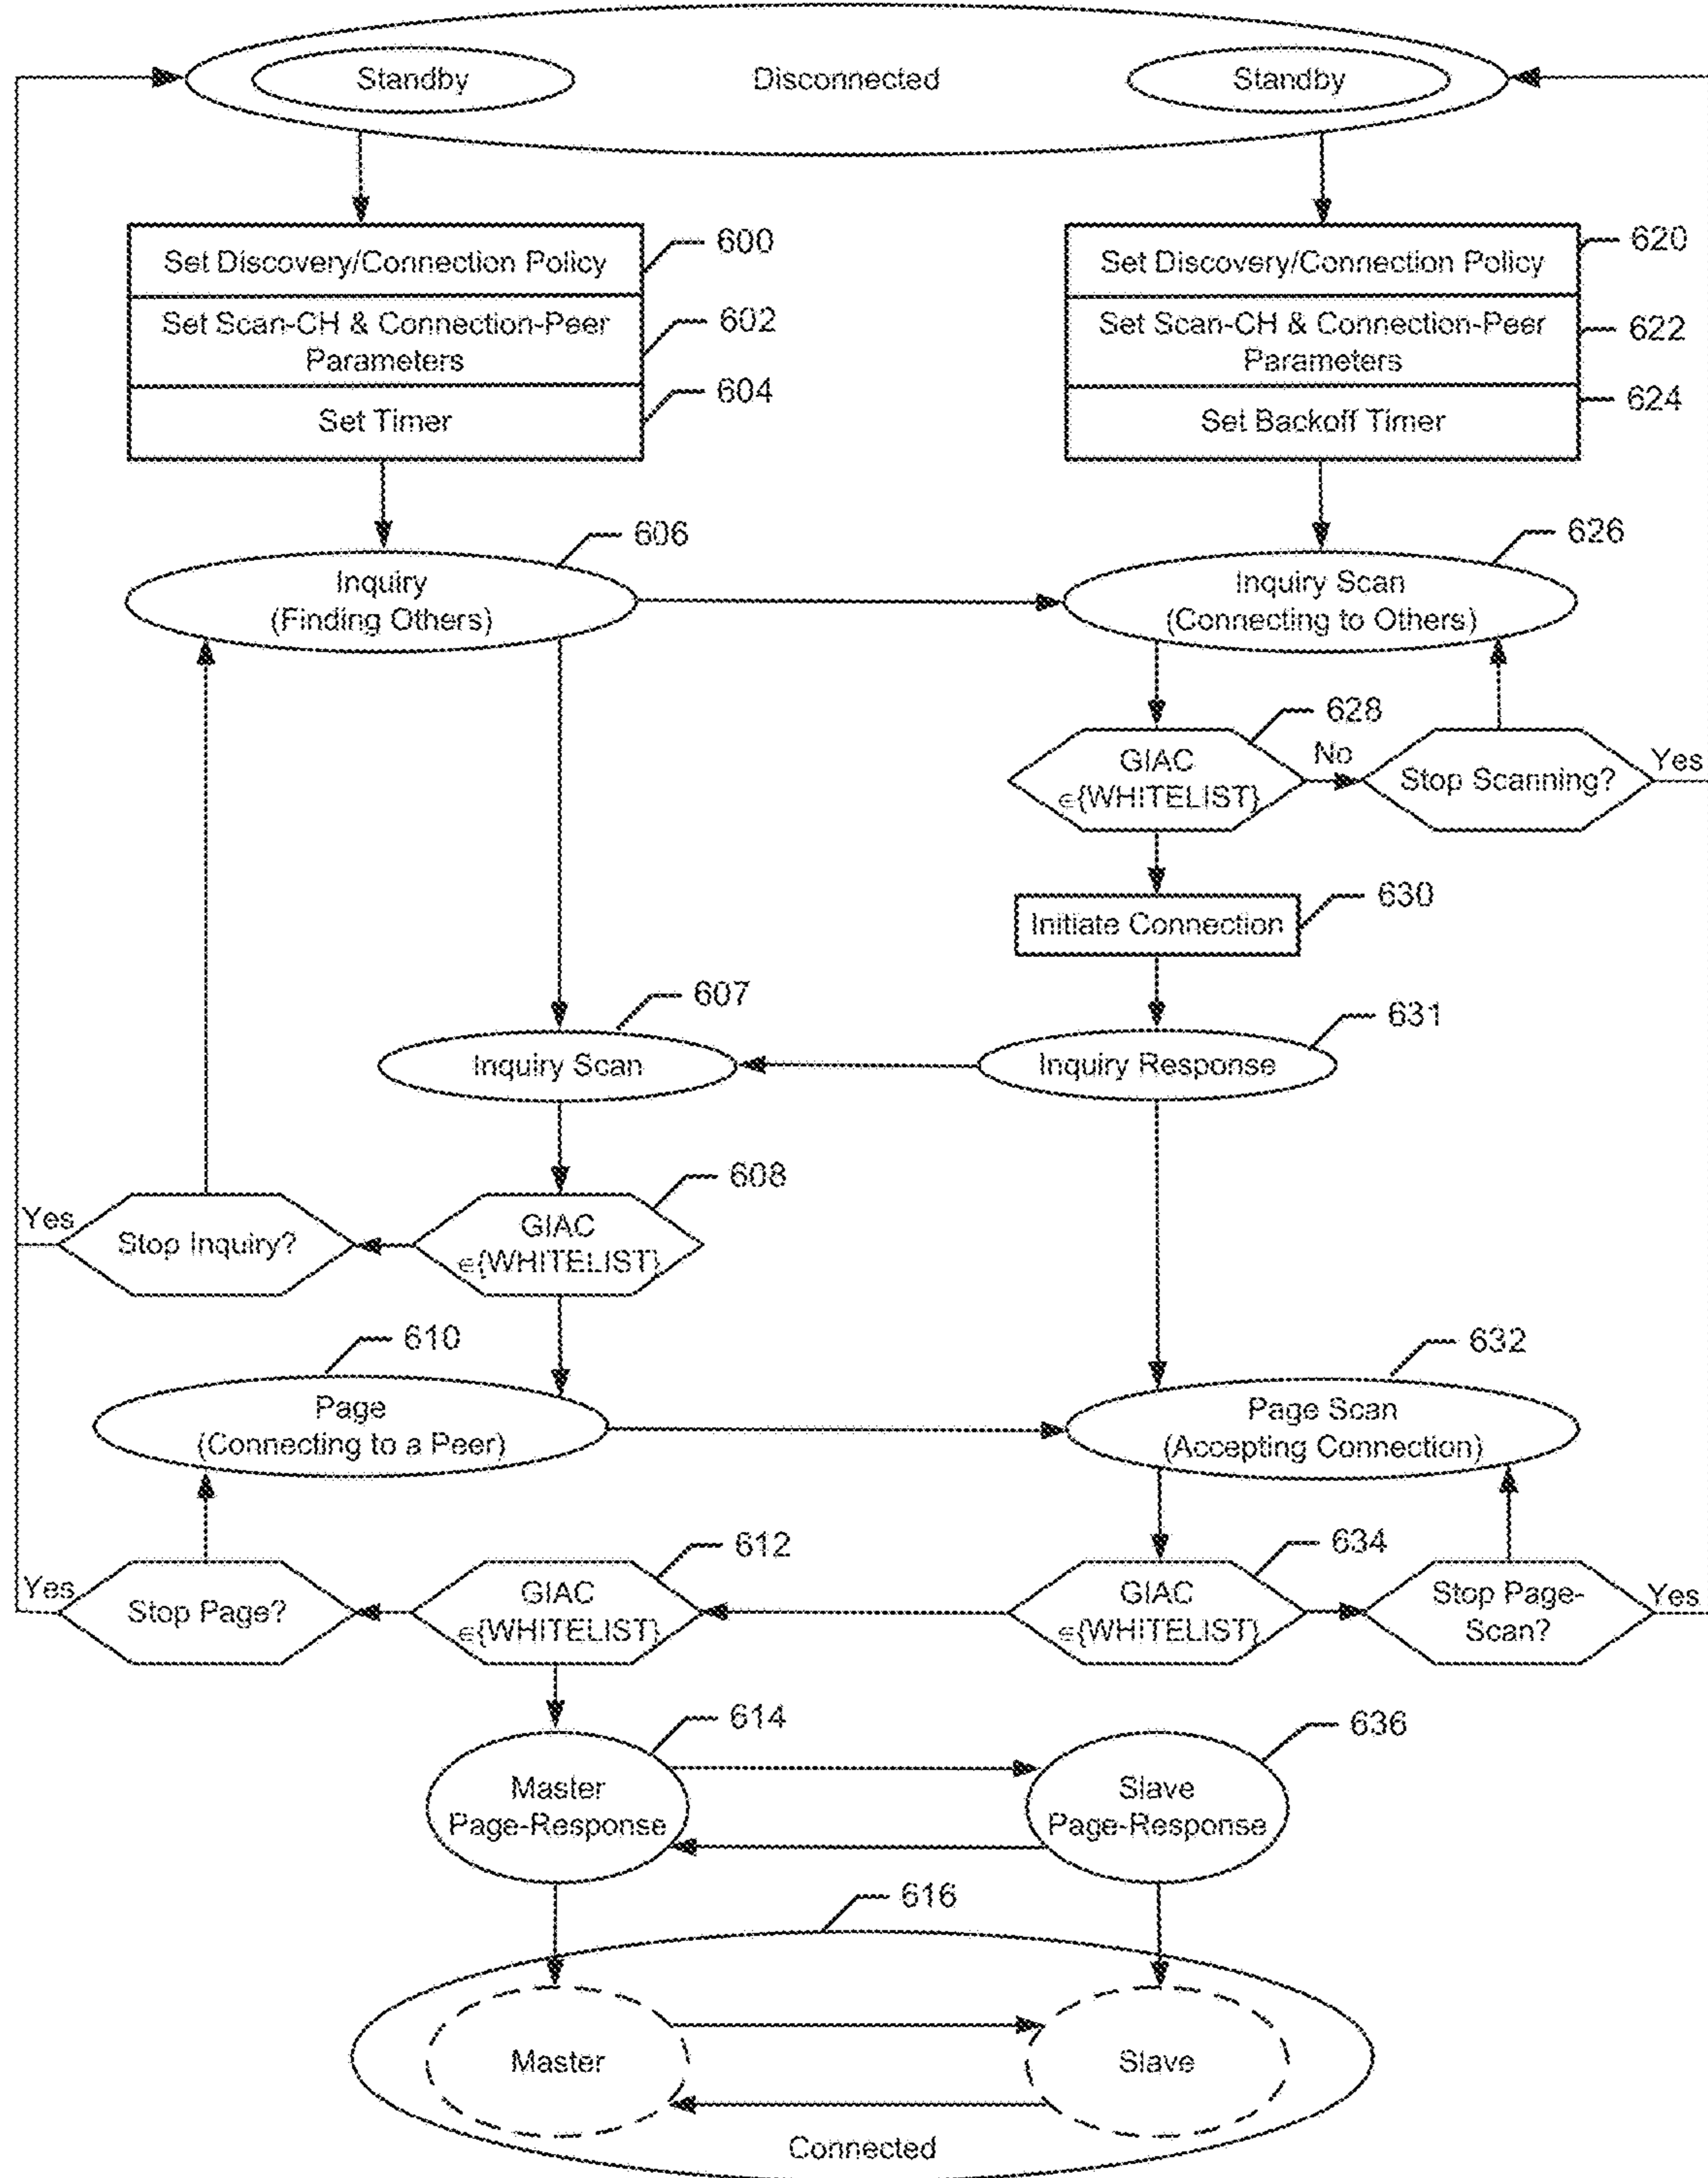 Standby
Disconnected
Standby
600
Set Discovery/Connection Policy
602
Set Scan-CH & Connection-Peer
Parameters
604
Set Timer
620
Set Discovery/Connection Policy
622
Set Scan-CH & Connection-Peer
Parameters
624
Set Backoff Timer
606
Inquiry
(Finding Others)
626
Inquiry Scan
(Connecting to Others)
628
GIAC
∈{WHITELIST}
No
Stop Scanning?
Yes
630
Initiate Connection
607
Inquiry Scan
631
Inquiry Response
608
Yes
Stop Inquiry?
GIAC
∈{WHITELIST}
610
Page
(Connecting to a Peer)
632
Page Scan
(Accepting Connection)
612
634
Yes
Stop Page?
GIAC
∈{WHITELIST}
GIAC
∈{WHITELIST}
Stop Page-
Scan?
Yes
614
Master
Page-Response
636
Slave
Page-Response
616
Master
Slave
Connected